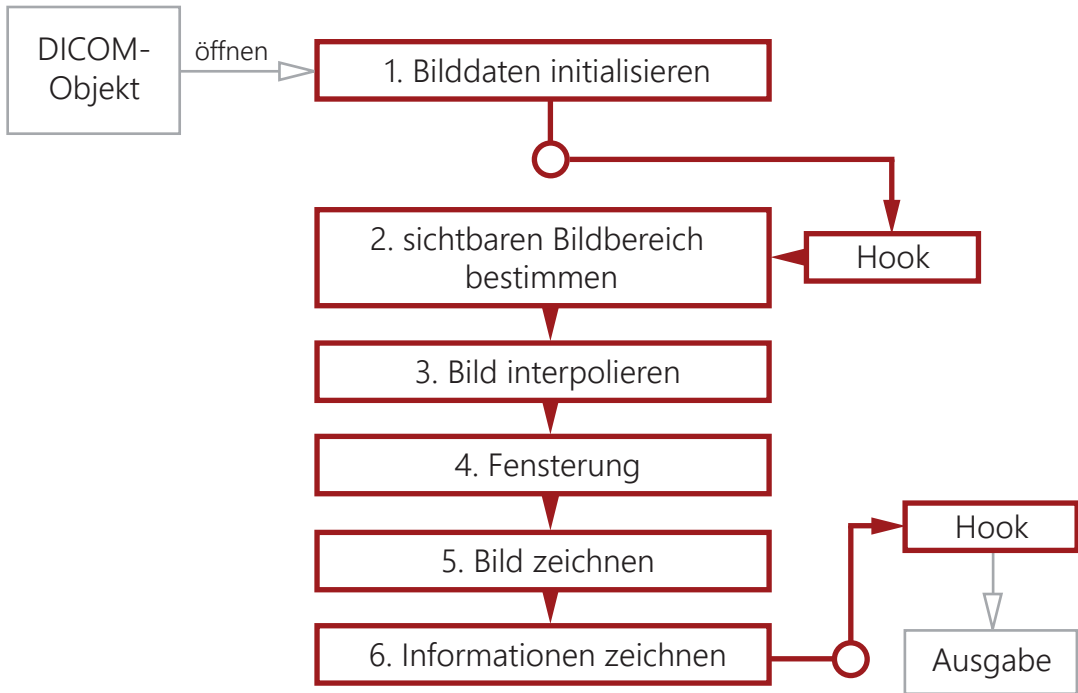 DICOM-
Objekt
öffnen
1. Bilddaten initialisieren
2. sichtbaren Bildbereich
bestimmen
Hook
3. Bild interpolieren
4. Fensterung
5. Bild zeichnen
Hook
6. Informationen zeichnen
Ausgabe